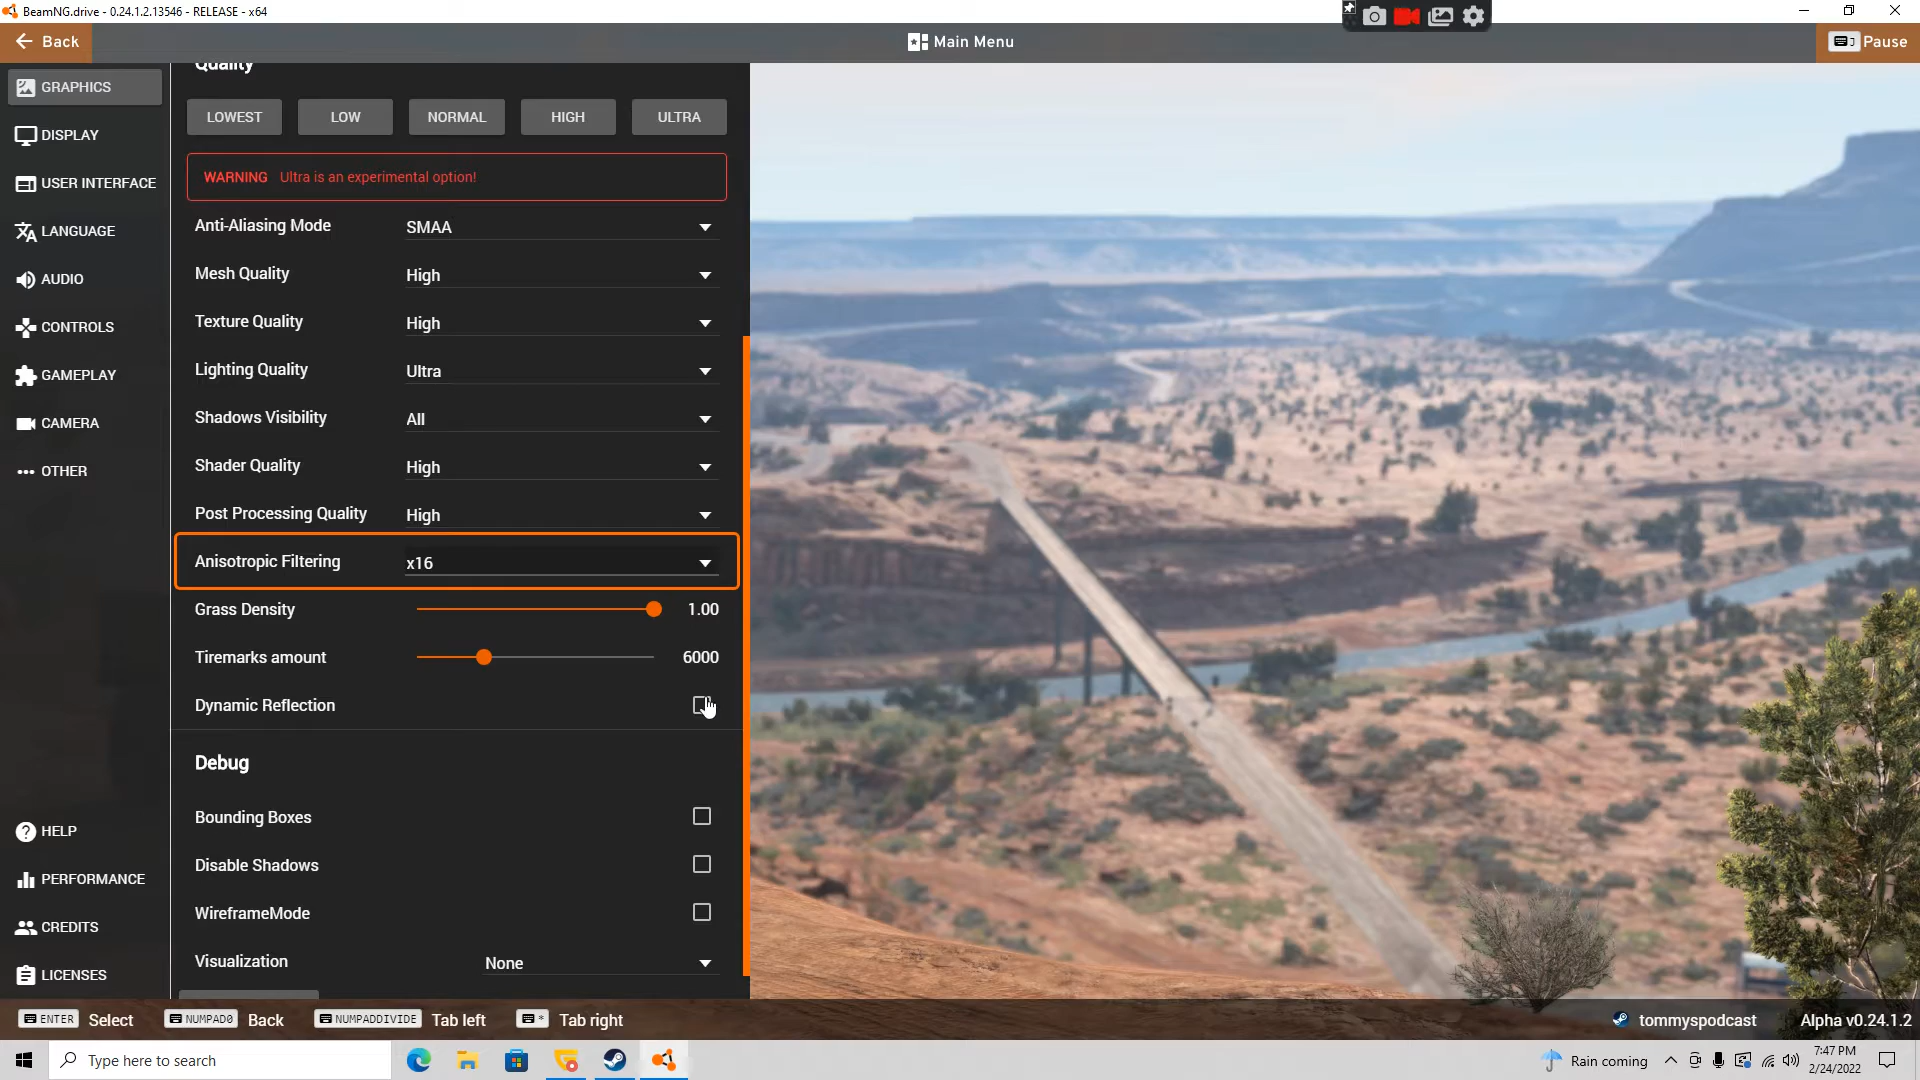 BeamNG.drive - 0.24.1.2.13546 - RELEASE - x64
Back
Main Menu
J Pause
GRAPHICS
DISPLAY
USER INTERFACE
LANGUAGE
AUDIO
CONTROLS
GAMEPLAY
CAMERA
OTHER
HELP
PERFORMANCE
CREDITS
LICENSES
Quality
LOWEST LOW NORMAL HIGH ULTRA
WARNING Ultra is an experimental option!
Anti-Aliasing Mode SMAA
Mesh Quality High
Texture Quality High
Lighting Quality Ultra
Shadows Visibility All
Shader Quality High
Post Processing Quality High
Anisotropic Filtering x16
Grass Density 1.00
Tiremarks amount 6000
Dynamic Reflection
Debug
Bounding Boxes
Disable Shadows
WireframeMode
Visualization None
ENTER Select NUMPAD0 Back NUMPADDIVIDE Tab left * Tab right
tommyspodcast Alpha v0.24.1.2
Type here to search
Rain coming
7:47 PM
2/24/2022